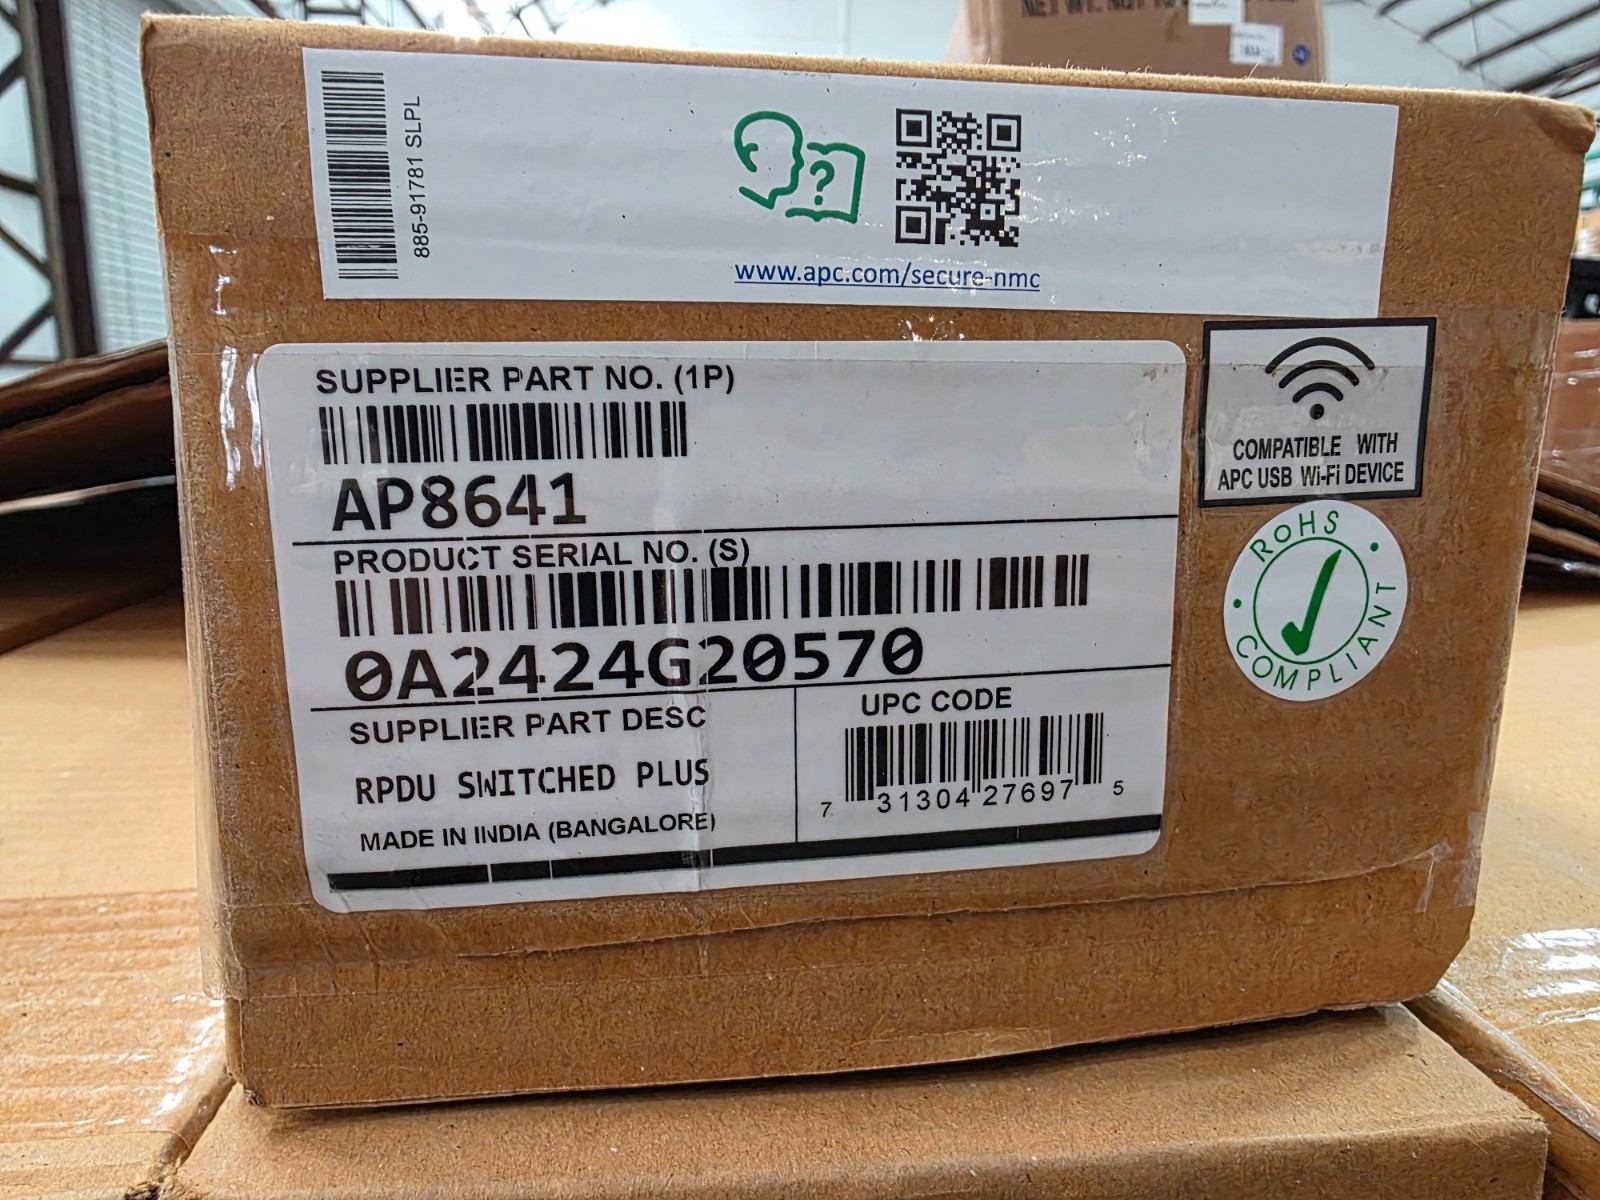 885-91781 SLPL
?
www.apc.com/secure-nmc
SUPPLIER PART NO. (1P)
AP8641
PRODUCT SERIAL NO. (S)
0A2424G20570
SUPPLIER PART DESC
RPDU SWITCHED PLUS
MADE IN INDIA (BANGALORE)
UPC CODE
7 31304 27697 5
COMPATIBLE WITH
APC USB Wi-Fi DEVICE
ROHS
COMPLIANT
NET WT.